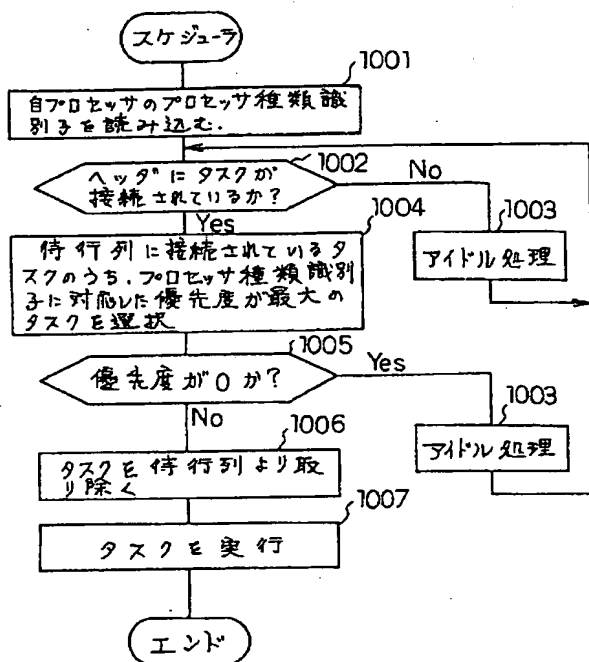 スケジューラ
1001
自プロセッサのプロセッサ種類識
別子を読み込む.
1002
ヘッダにタスクが
接続されているか?
No
Yes
1003
アイドル処理
1004
待行列に接続されているタ
スクのうち,プロセッサ種類識別
子に対応した優先度が最大の
タスクを選択
1005
優先度が0か?
Yes
No
1003
アイドル処理
1006
タスクを待行列より取
り除く
1007
タスクを実行
エンド